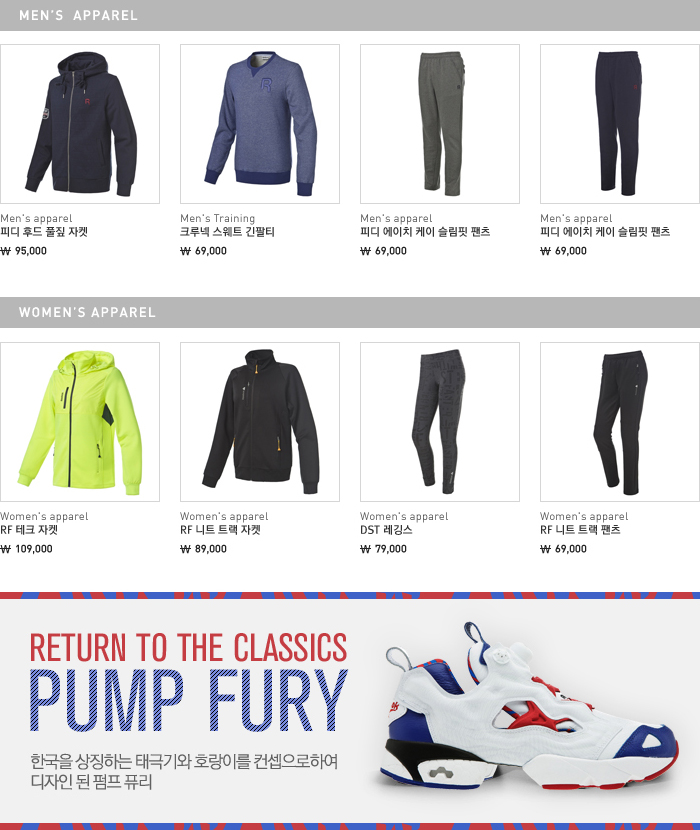 MEN'S APPAREL
Men's apparel
피디 후드 풀짚 자켓
₩ 95,000
Men's Training
크루넥 스웨트 긴팔티
₩ 69,000
Men's apparel
피디 에이치 케이 슬림핏 팬츠
₩ 69,000
Men's apparel
피디 에이치 케이 슬림핏 팬츠
₩ 69,000
WOMEN'S APPAREL
Women's apparel
RF 테크 자켓
₩ 109,000
Women's apparel
RF 니트 트랙 자켓
₩ 89,000
Women's apparel
DST 레깅스
₩ 79,000
Women's apparel
RF 니트 트랙 팬츠
₩ 69,000
RETURN TO THE CLASSICS
PUMP FURY
한국을 상징하는 태극기와 호랑이를 컨셉으로하여
디자인 된 펌프 퓨리